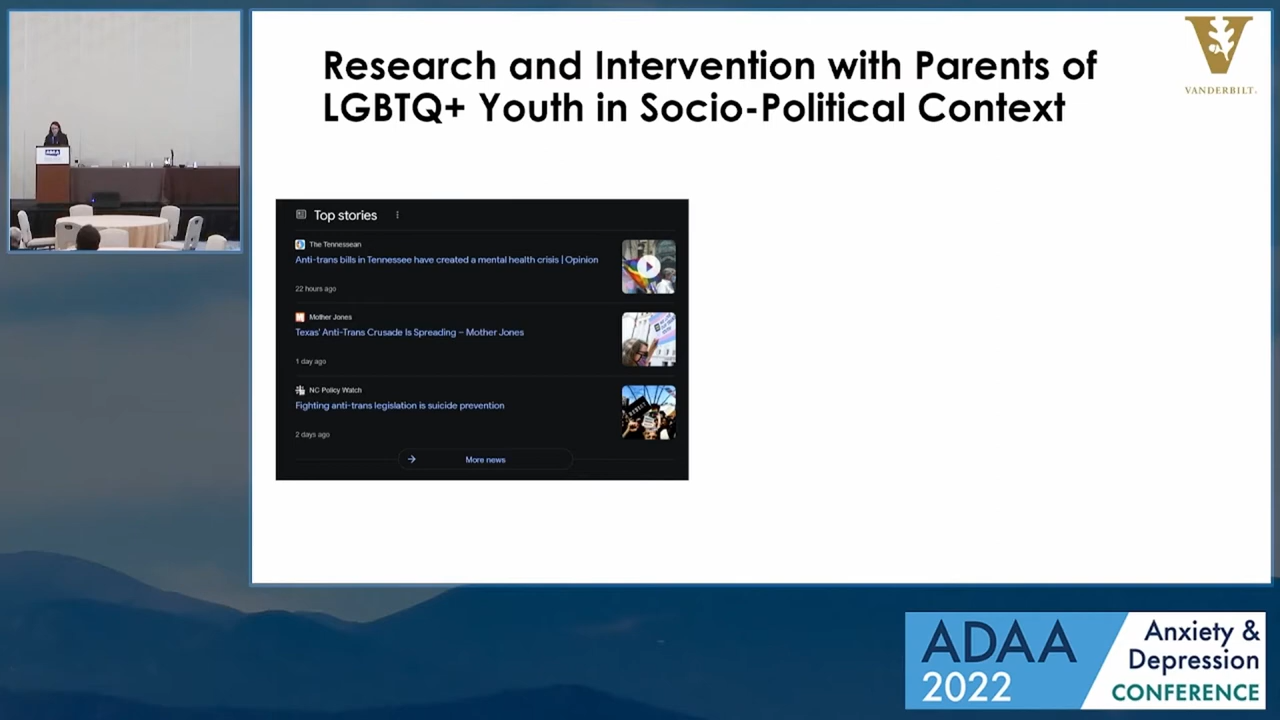 Research and Intervention with Parents of
LGBTQ+ Youth in Socio-Political Context
VANDERBILT
Top stories
The Tennessean
Anti-trans bills in Tennessee have created a mental health crisis | Opinion
22 hours ago
Mother Jones
Texas' Anti-Trans Crusade Is Spreading – Mother Jones
1 day ago
NC Policy Watch
Fighting anti-trans legislation is suicide prevention
2 days ago
More news
ADAA
2022
Anxiety &
Depression
CONFERENCE